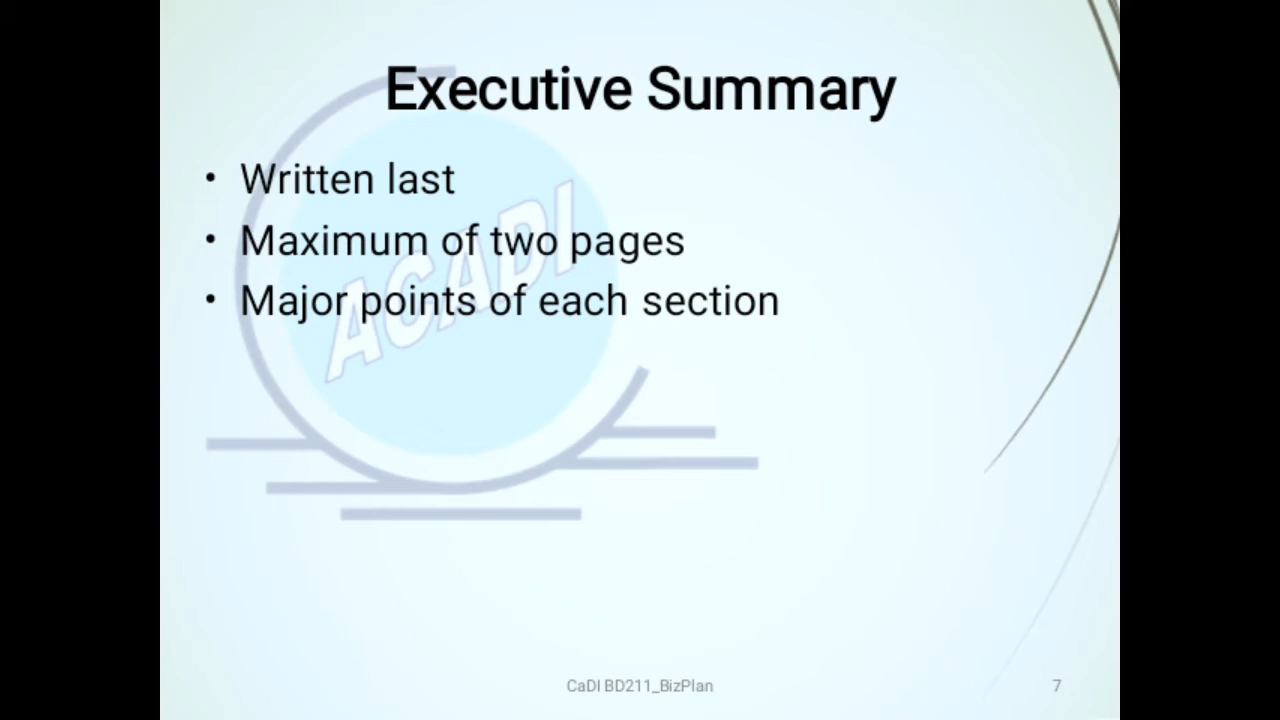 Executive Summary
• Written last
• Maximum of two pages
• Major points of each section
ACADI
CaDI BD211_BizPlan
7